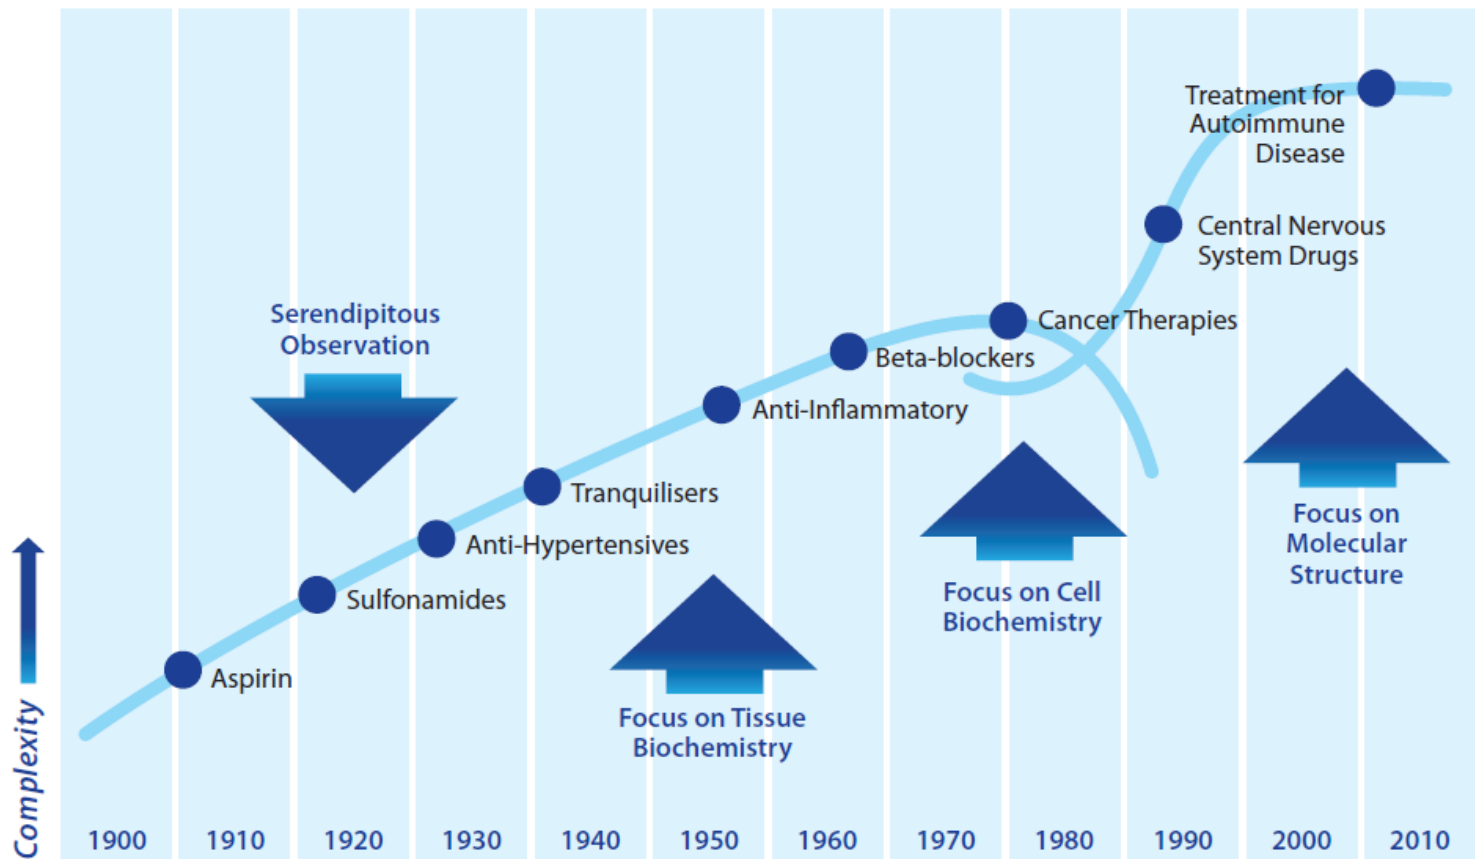 Treatment for
Autoimmune
Disease
Central Nervous
System Drugs
Serendipitous
Observation
Cancer Therapies
Beta-blockers
Anti-Inflammatory
Tranquilisers
Anti-Hypertensives
Sulfonamides
Aspirin
Focus on
Molecular
Structure
Focus on Cell
Biochemistry
Focus on Tissue
Biochemistry
Complexity
1900 1910 1920 1930 1940 1950 1960 1970 1980 1990 2000 2010